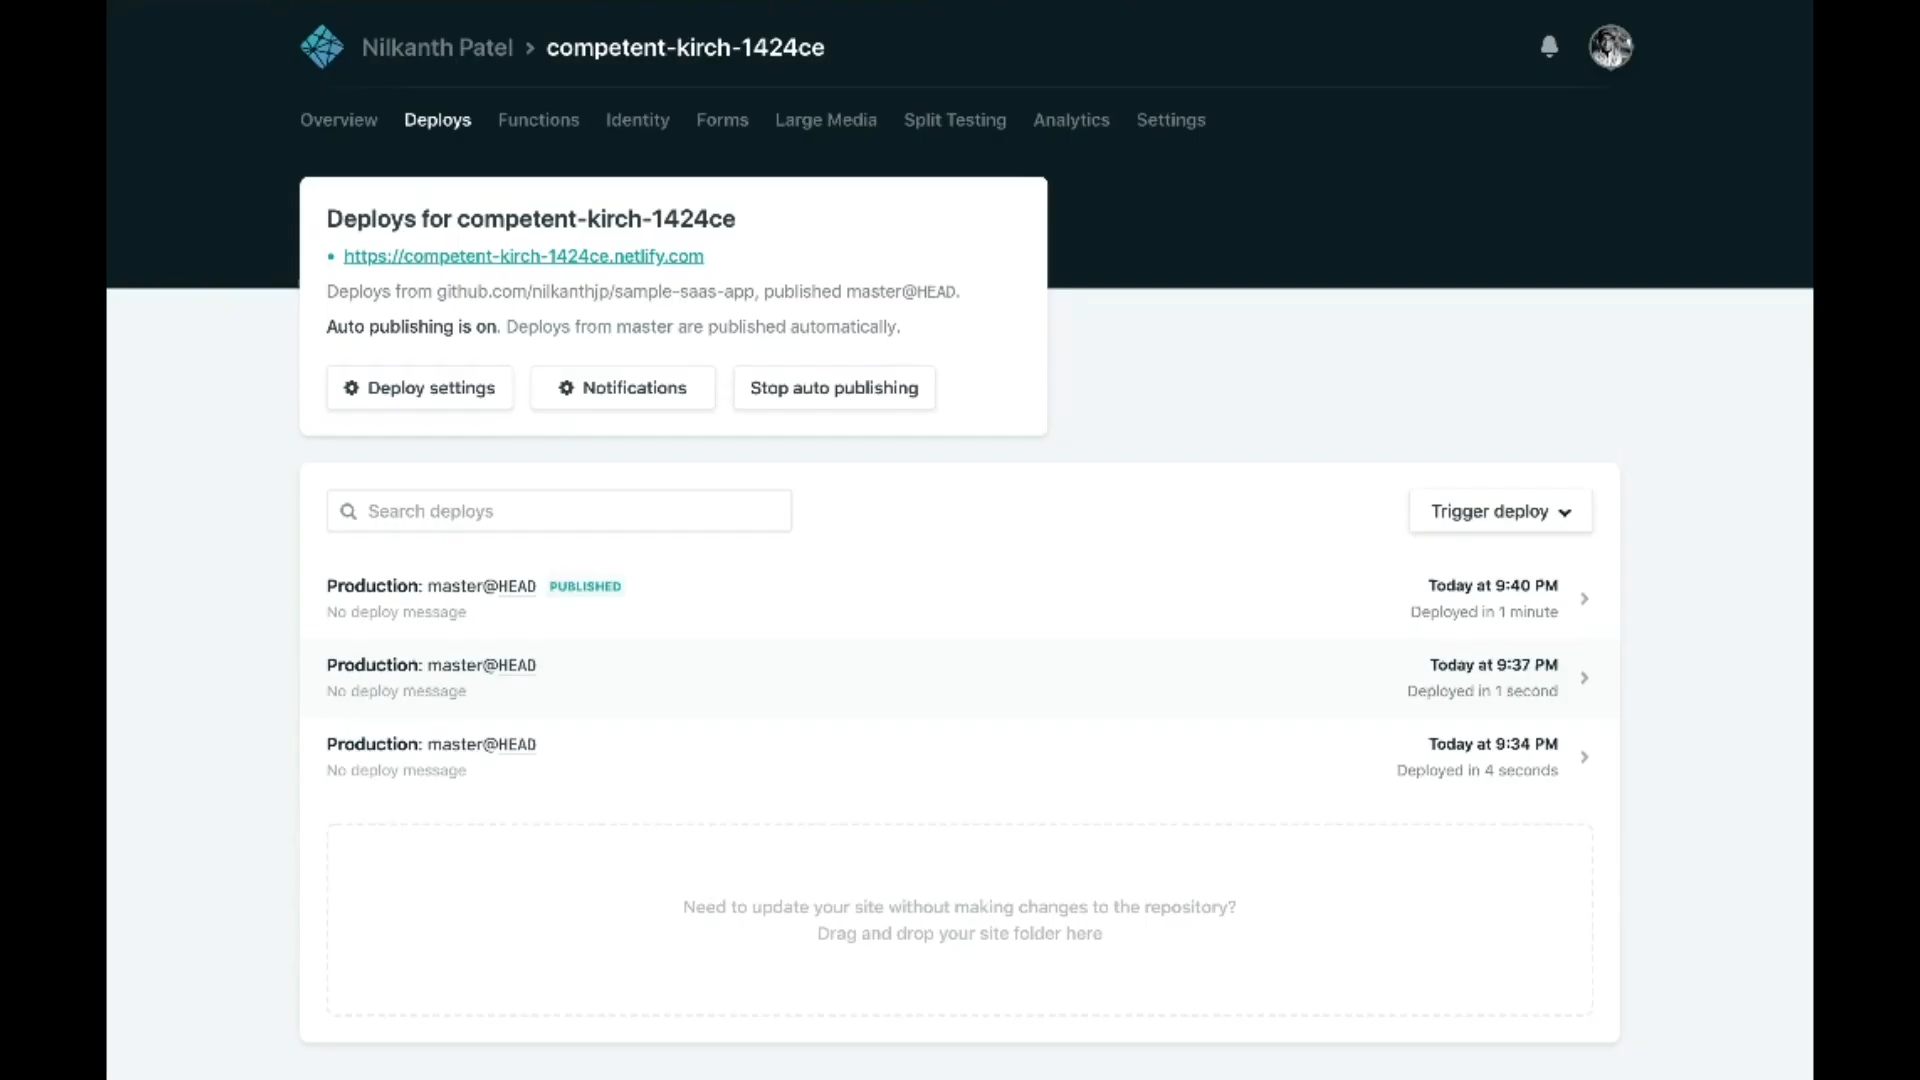 Nilkanth Patel > competent-kirch-1424ce
Overview Deploys Functions Identity Forms Large Media Split Testing Analytics Settings
Deploys for competent-kirch-1424ce
• https://competent-kirch-1424ce.netlify.com
Deploys from github.com/nilkanthjp/sample-saas-app, published master@HEAD.
Auto publishing is on. Deploys from master are published automatically.
Deploy settings Notifications Stop auto publishing
Search deploys Trigger deploy
Production: master@HEAD PUBLISHED Today at 9:40 PM
No deploy message Deployed in 1 minute
Production: master@HEAD Today at 9:37 PM
No deploy message Deployed in 1 second
Production: master@HEAD Today at 9:34 PM
No deploy message Deployed in 4 seconds
Need to update your site without making changes to the repository?
Drag and drop your site folder here